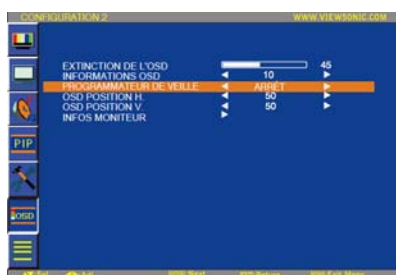 CONFIGURATION 2 WWW.VIEWSONIC.COM
EXTINCTION DE L'OSD 45
INFORMATIONS OSD 10
PROGRAMMATEUR DE VEILLE ARRÊT
OSD POSITION H. 50
OSD POSITION V. 50
INFOS MONITEUR
PIP
OSD